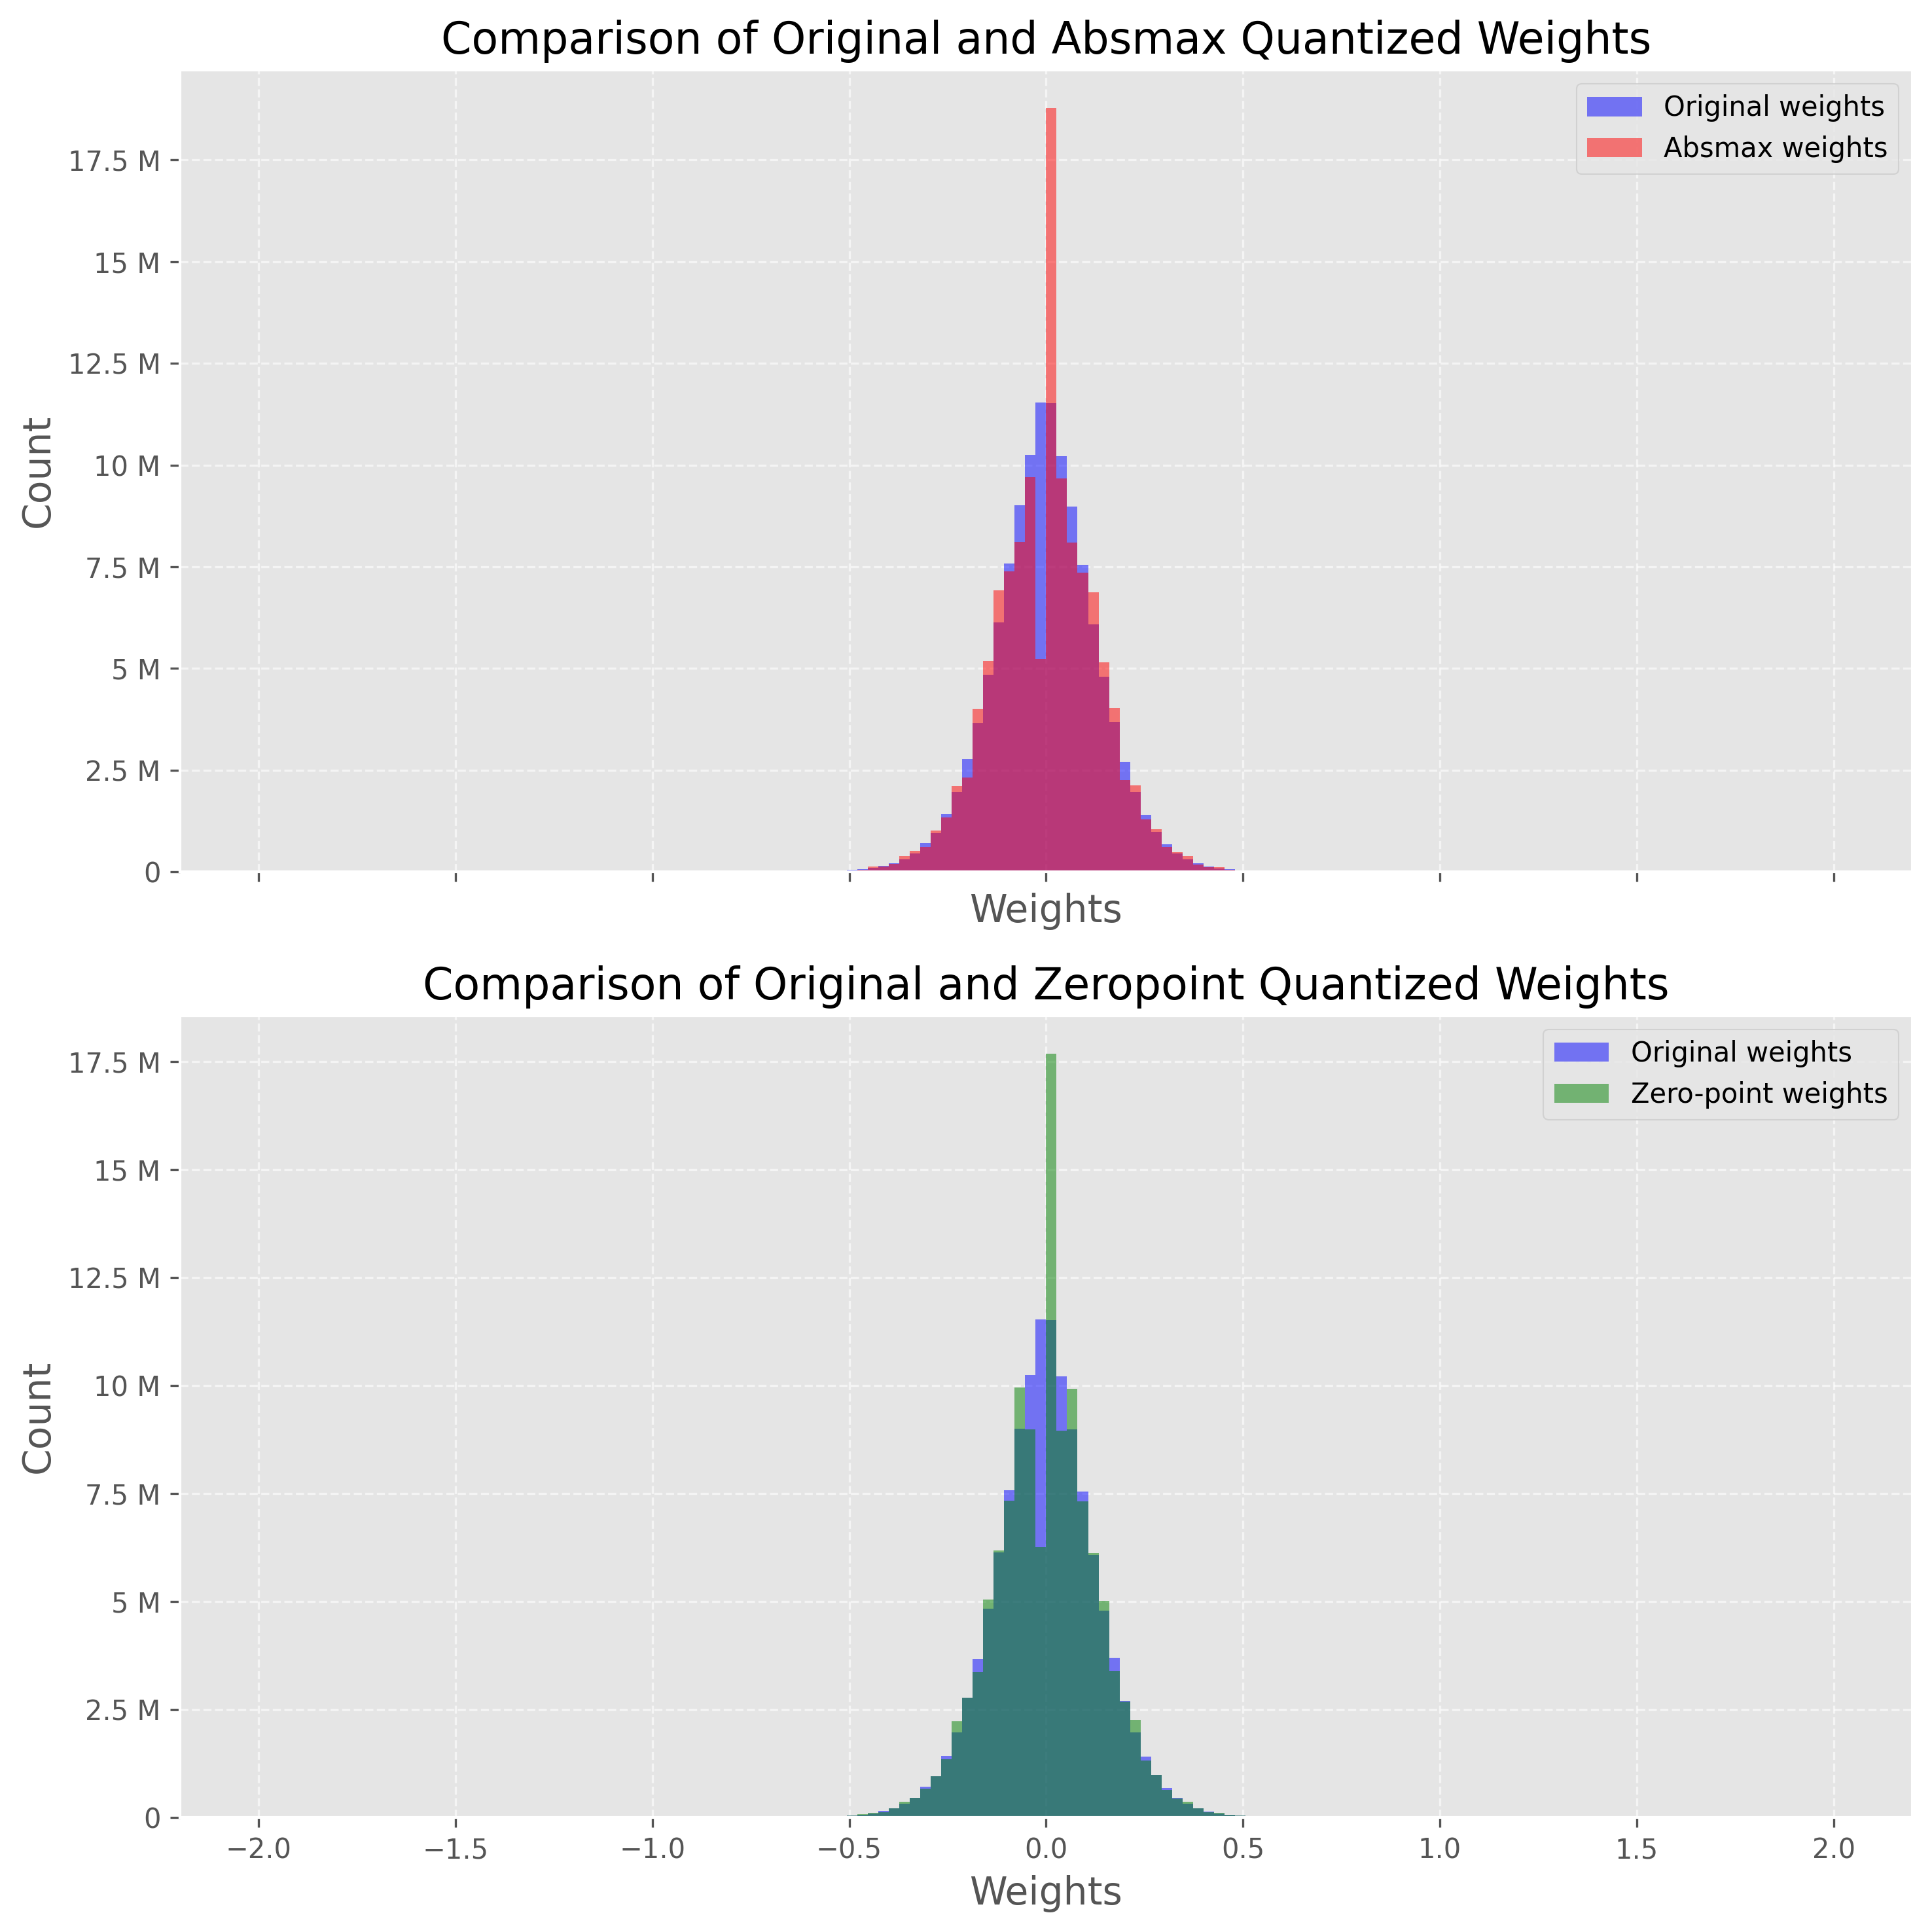 Comparison of Original and Absmax Quantized Weights
Original weights
Absmax weights
17.5 M
15 M
12.5 M
10 M
7.5 M
5 M
2.5 M
0
Count
Weights
Comparison of Original and Zeropoint Quantized Weights
Original weights
Zero-point weights
17.5 M
15 M
12.5 M
10 M
7.5 M
5 M
2.5 M
0
Count
−2.0 −1.5 −1.0 −0.5 0.0 0.5 1.0 1.5 2.0
Weights